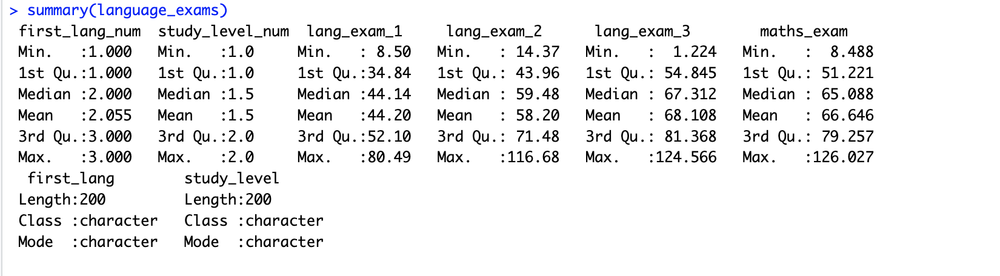 > summary(language_exams)
 first_lang_num  study_level_num  lang_exam_1     lang_exam_2      lang_exam_3        maths_exam
 Min.   :1.000   Min.   :1.0     Min.   : 8.50   Min.   : 14.37   Min.   :  1.224   Min.   :  8.488
 1st Qu.:1.000   1st Qu.:1.0     1st Qu.:34.84   1st Qu.: 43.96   1st Qu.: 54.845   1st Qu.: 51.221
 Median :2.000   Median :1.5     Median :44.14   Median : 59.48   Median : 67.312   Median : 65.088
 Mean   :2.055   Mean   :1.5     Mean   :44.20   Mean   : 58.20   Mean   : 68.108   Mean   : 66.646
 3rd Qu.:3.000   3rd Qu.:2.0     3rd Qu.:52.10   3rd Qu.: 71.48   3rd Qu.: 81.368   3rd Qu.: 79.257
 Max.   :3.000   Max.   :2.0     Max.   :80.49   Max.   :116.68   Max.   :124.566   Max.   :126.027
  first_lang        study_level
 Length:200         Length:200
 Class :character   Class :character
 Mode  :character   Mode  :character